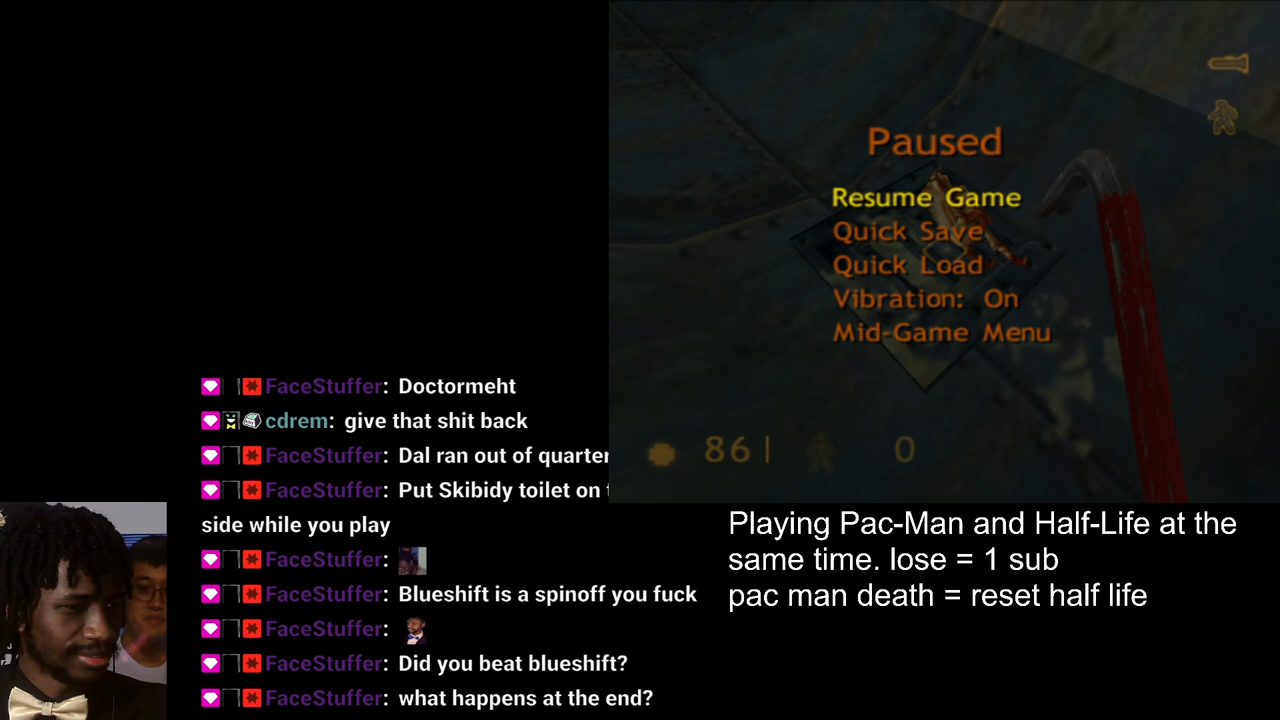 Paused
Resume Game
Quick Save
Quick Load
Vibration: On
Mid-Game Menu
86
0
FaceStuffer: Doctormeht
cdrem: give that shit back
FaceStuffer: Dal ran out of quarter
FaceStuffer: Put Skibidy toilet on
side while you play
FaceStuffer:
FaceStuffer: Blueshift is a spinoff you fuck
FaceStuffer:
FaceStuffer: Did you beat blueshift?
FaceStuffer: what happens at the end?
Playing Pac-Man and Half-Life at the
same time. lose = 1 sub
pac man death = reset half life